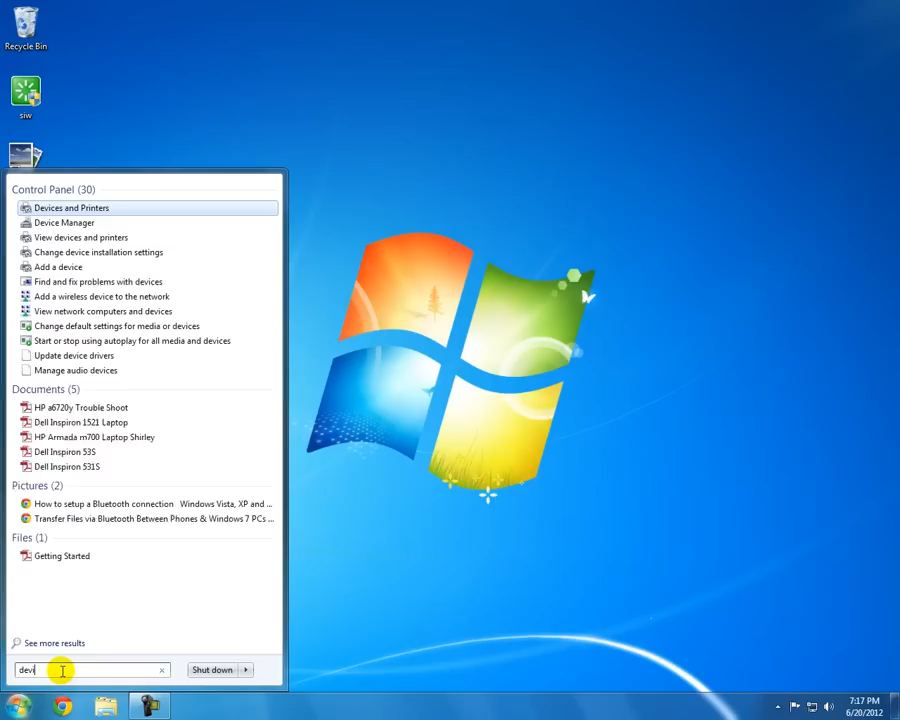 Recycle Bin
siw
Control Panel (30)
Devices and Printers
Device Manager
View devices and printers
Change device installation settings
Add a device
Find and fix problems with devices
Add a wireless device to the network
View network computers and devices
Change default settings for media or devices
Start or stop using autoplay for all media and devices
Update device drivers
Manage audio devices
Documents (5)
HP a6720y Trouble Shoot
Dell Inspiron 1521 Laptop
HP Armada m700 Laptop Shirley
Dell Inspiron 53S
Dell Inspiron 531S
Pictures (2)
How to setup a Bluetooth connection Windows Vista, XP and ...
Transfer Files via Bluetooth Between Phones & Windows 7 PCs ...
Files (1)
Getting Started
See more results
devi
Shut down
7:17 PM
6/20/2012